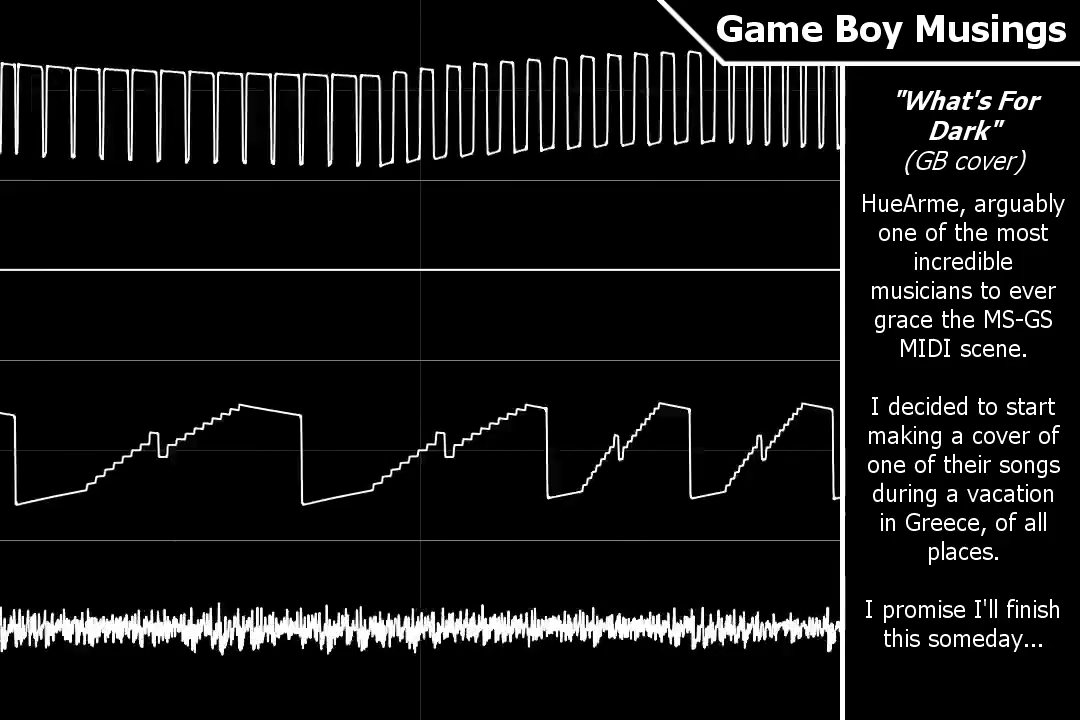 Game Boy Musings
"What's For
Dark"
(GB cover)
HueArme, arguably
one of the most
incredible
musicians to ever
grace the MS-GS
MIDI scene.
I decided to start
making a cover of
one of their songs
during a vacation
in Greece, of all
places.
I promise I'll finish
this someday...